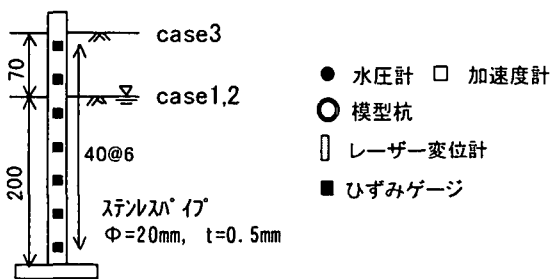 case3
70
case1,2
200
40@6
ステンレスパイプ
Φ=20mm, t=0.5mm
水圧計 加速度計
模型杭
レーザー変位計
ひずみゲージ